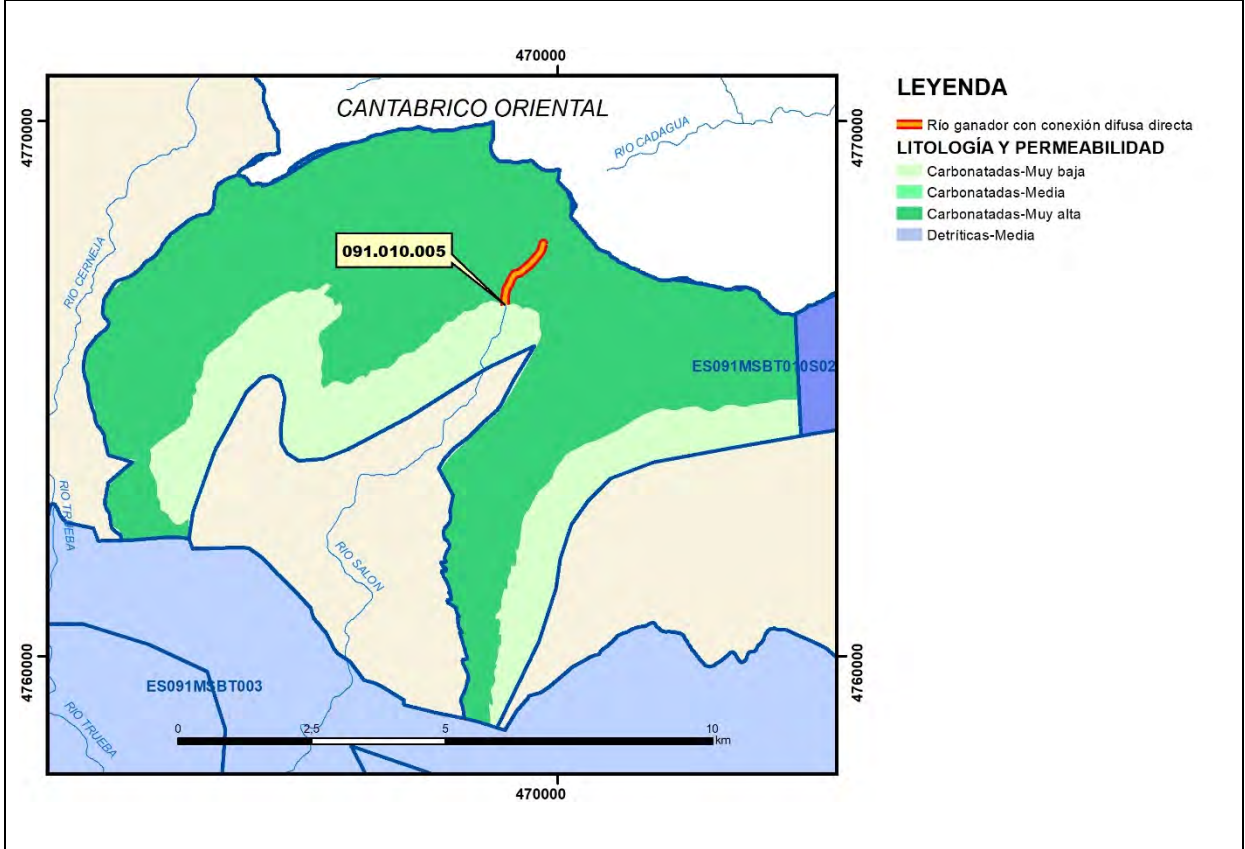 470000
CANTABRICO ORIENTAL
4770000
4770000
RIO CADAGUA
RIO CERNEJA
091.010.005
ES091MSBT010S02
RIO TRUEBA
RIO SALON
4760000
4760000
ES091MSBT003
RIO TRUEBA
0 2,5 5 10
km
470000
LEYENDA
Río ganador con conexión difusa directa
LITOLOGÍA Y PERMEABILIDAD
Carbonatadas-Muy baja
Carbonatadas-Media
Carbonatadas-Muy alta
Detríticas-Media